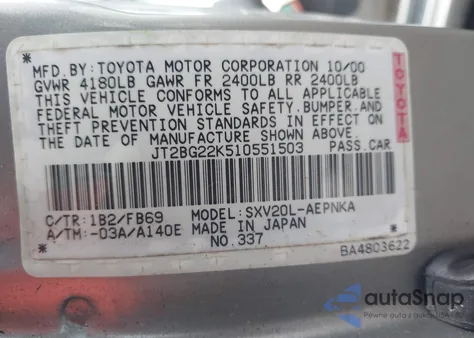 MFD.BY:TOYOTA MOTOR CORPORATION 10/00
GVWR 4180LB GAWR FR 2400LB RR 2400LB
THIS VEHICLE CONFORMS TO ALL APPLICABLE
FEDERAL MOTOR VEHICLE SAFETY.BUMPER.AND
THEFT PREVENTION STANDARDS IN EFFECT ON
THE DATE OF MANUFACTURE SHOWN ABOVE.
*JT2BG22K510551503* PASS.CAR
TOYOTA
C/TR:1B2/FB69 MODEL:SXV20L-AEPNKA
A/TM:-03A/A140E MADE IN JAPAN
NO.337
BA4803622
autoSnap